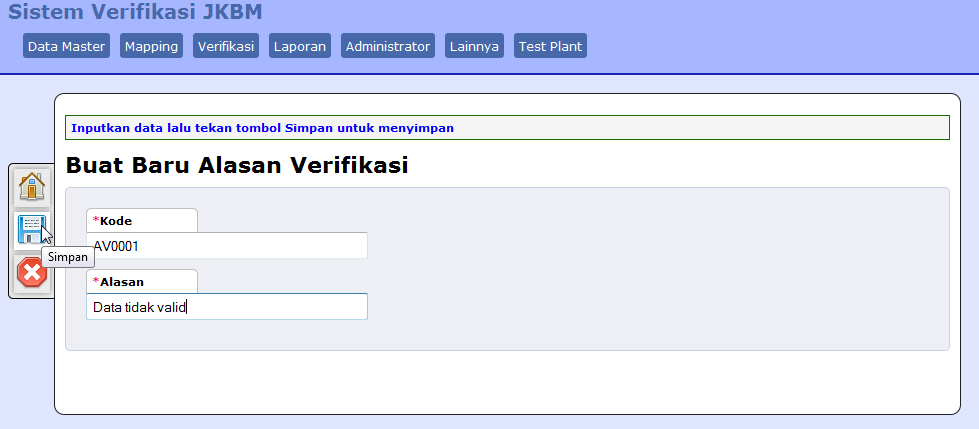 Sistem Verifikasi JKBM
Data Master Mapping Verifikasi Laporan Administrator Lainnya Test Plant
Inputkan data lalu tekan tombol Simpan untuk menyimpan
Buat Baru Alasan Verifikasi
*Kode
AV0001
Simpan
*Alasan
Data tidak valid